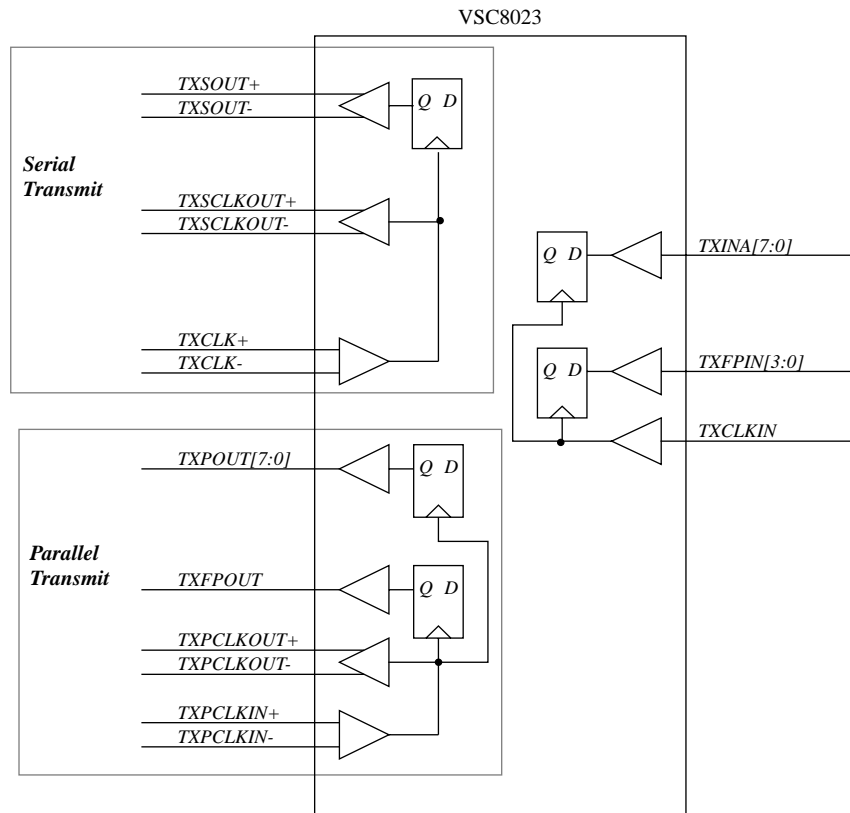 VSC8023
TXSOUT+
TXSOUT-
Q D
Serial
Transmit
TXSCLKOUT+
TXSCLKOUT-
TXCLK+
TXCLK-
Q D
TXINA[7:0]
Q D
TXFPIN[3:0]
TXCLKIN
TXPOUT[7:0]
Q D
Parallel
Transmit
TXFPOUT
Q D
TXPCLKOUT+
TXPCLKOUT-
TXPCLKIN+
TXPCLKIN-